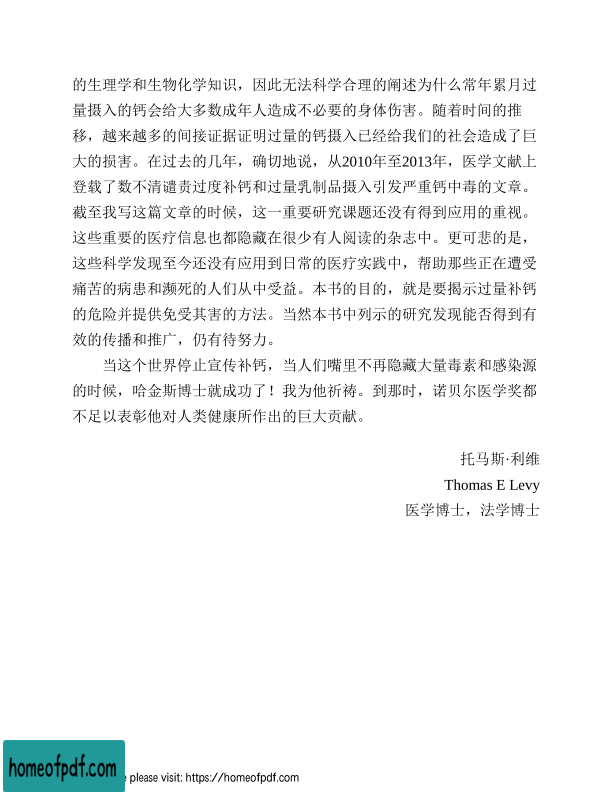 的生理学和生物化学知识，因此无法科学合理的阐述为什么常年累月过
量摄入的钙会给大多数成年人造成不必要的身体伤害。随着时间的推
移，越来越多的间接证据证明过量的钙摄入已经给我们的社会造成了巨
大的损害。在过去的几年，确切地说，从2010年至2013年，医学文献上
登载了数不清谴责过度补钙和过量乳制品摄入引发严重钙中毒的文章。
截至我写这篇文章的时候，这一重要研究课题还没有得到应用的重视。
这些重要的医疗信息也都隐藏在很少有人阅读的杂志中。更可悲的是，
这些科学发现至今还没有应用到日常的医疗实践中，帮助那些正在遭受
痛苦的病患和濒死的人们从中受益。本书的目的，就是要揭示过量补钙
的危险并提供免受其害的方法。当然本书中列示的研究发现能否得到有
效的传播和推广，仍有待努力。
当这个世界停止宣传补钙，当人们嘴里不再隐藏大量毒素和感染源
的时候，哈金斯博士就成功了！我为他祈祷。到那时，诺贝尔医学奖都
不足以表彰他对人类健康所作出的巨大贡献。
托马斯·利维
Thomas E Levy
医学博士，法学博士
homeofpdf.com
e please visit: https://homeofpdf.com